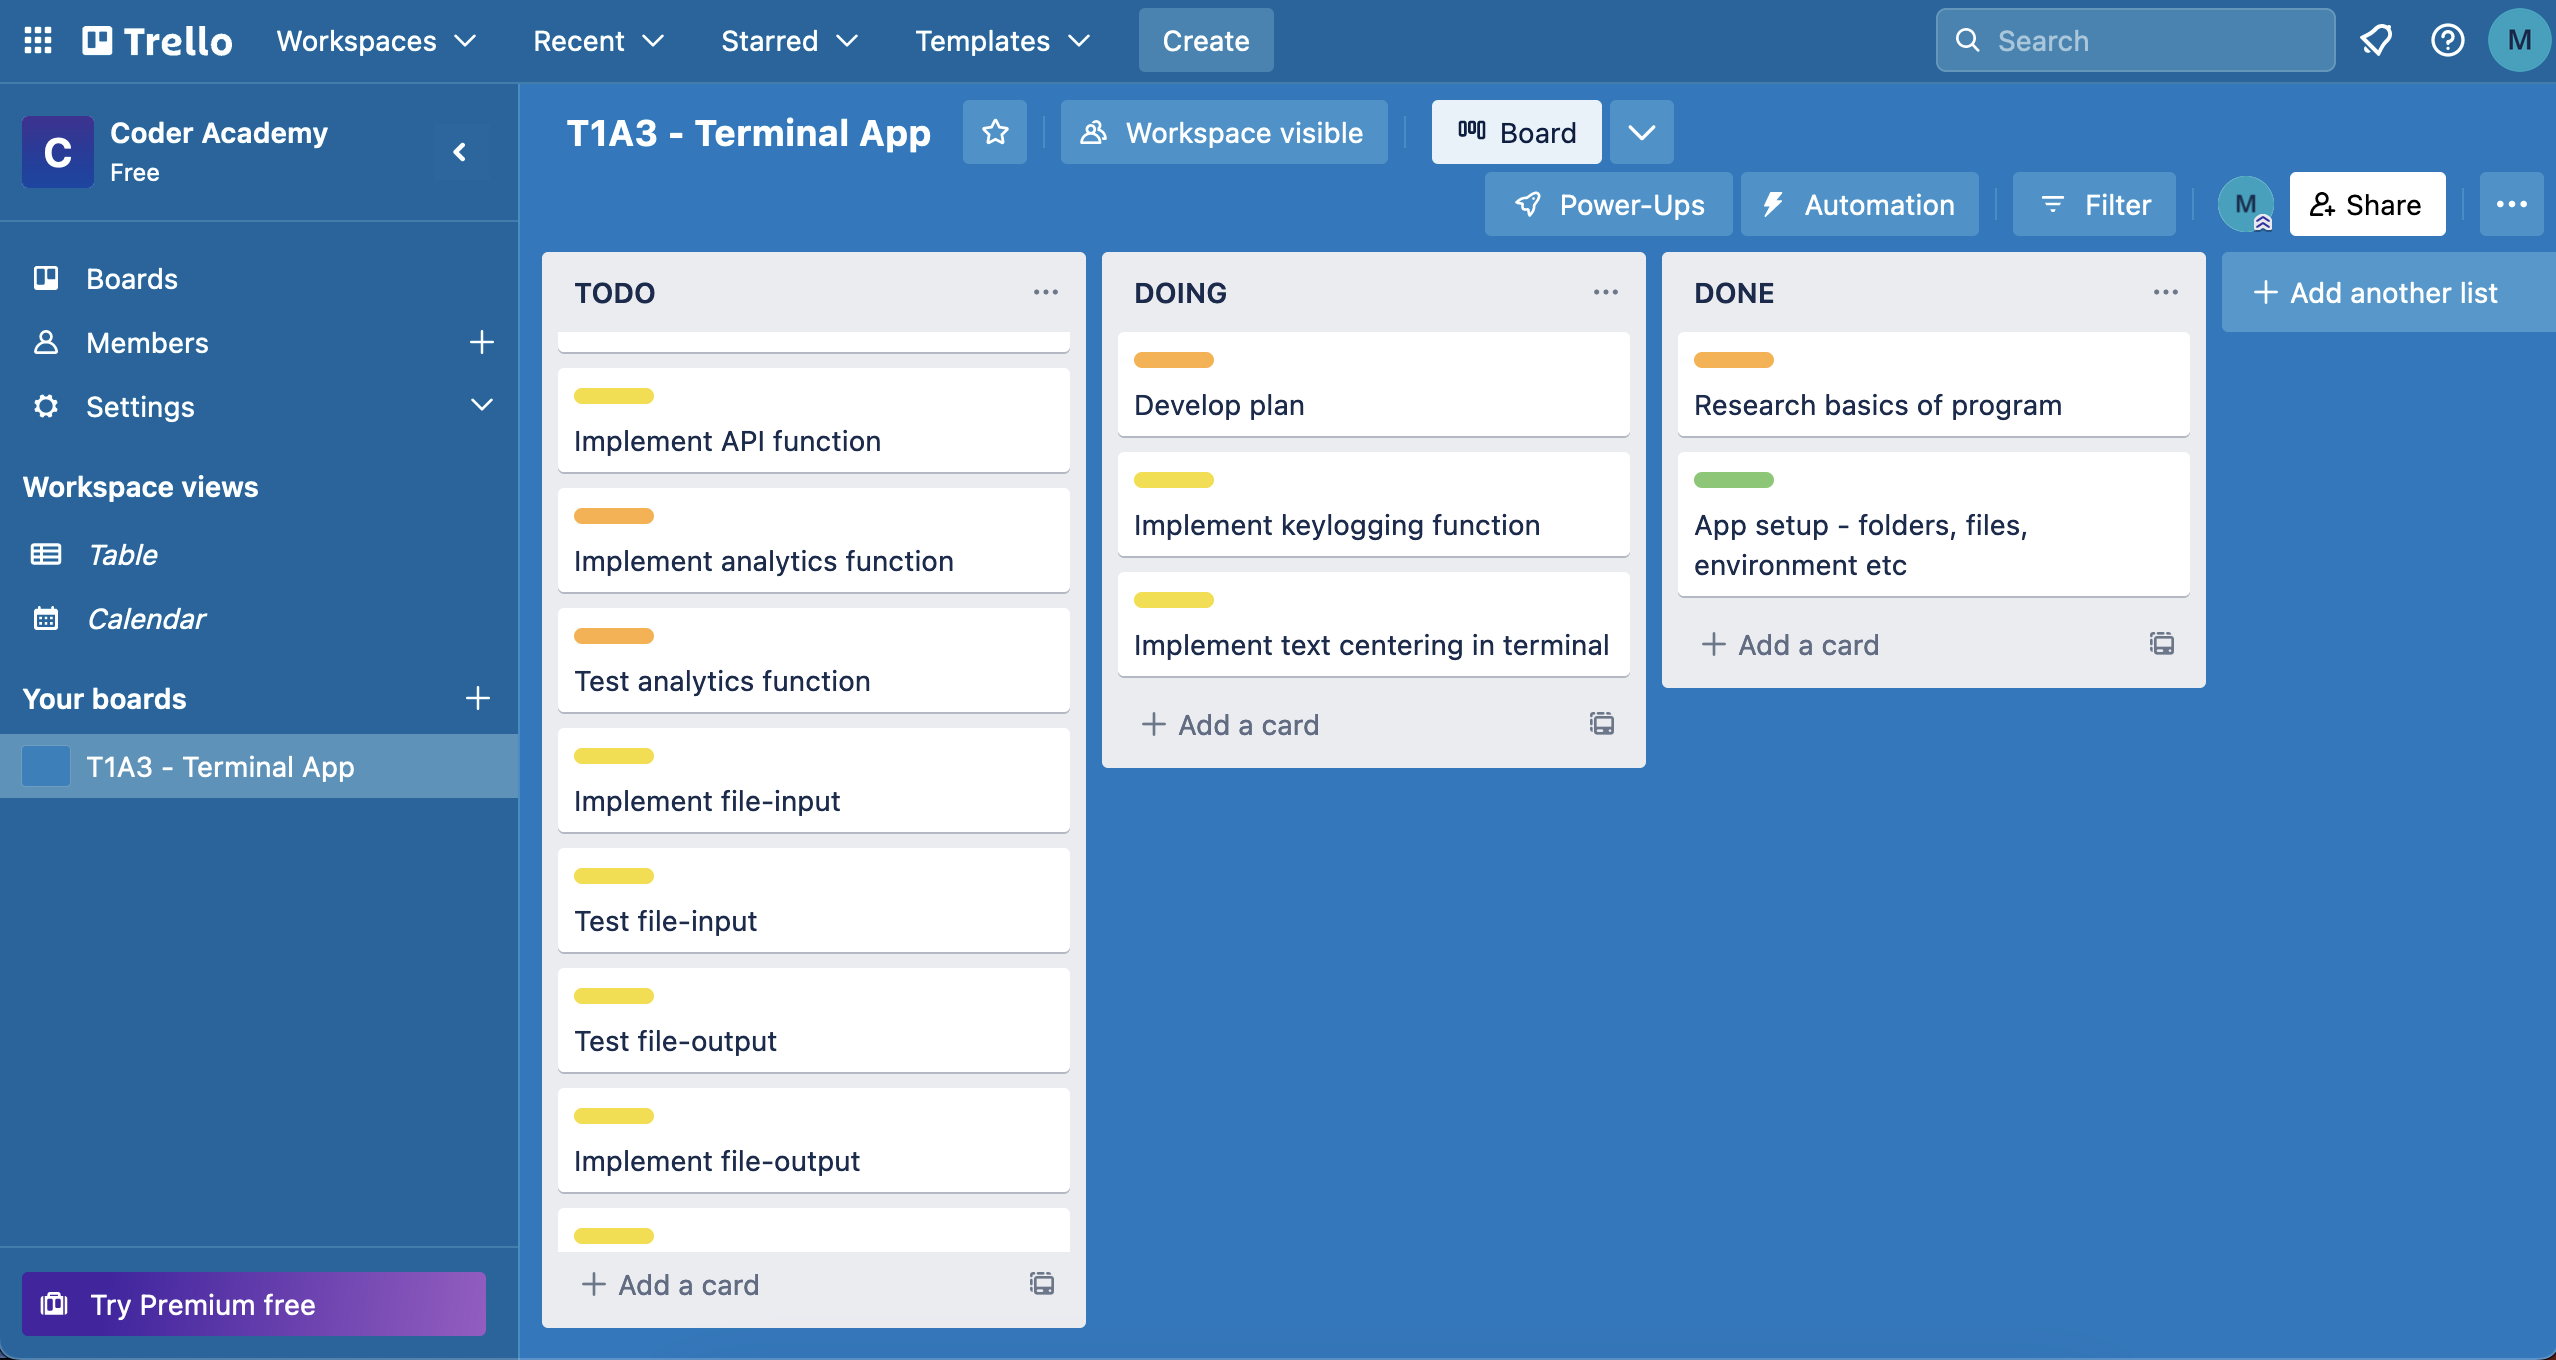 Trello
Workspaces
Recent
Starred
Templates
Create
Search
M
C
Coder Academy
Free
Boards
Members
Settings
Workspace views
Table
Calendar
Your boards
T1A3 - Terminal App
Try Premium free
T1A3 - Terminal App
Workspace visible
Board
Power-Ups
Automation
Filter
M
Share
TODO
Implement API function
Implement analytics function
Test analytics function
Implement file-input
Test file-input
Test file-output
Implement file-output
Add a card
DOING
Develop plan
Implement keylogging function
Implement text centering in terminal
Add a card
DONE
Research basics of program
App setup - folders, files,
environment etc
Add a card
Add another list